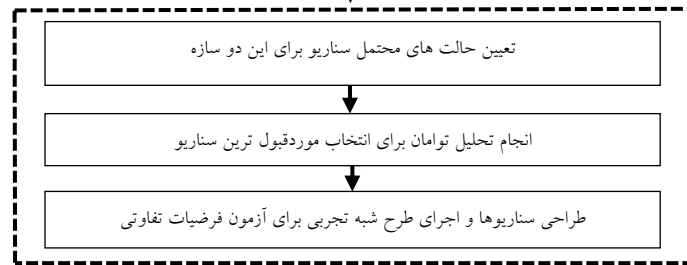 تعیین حالت های محتمل سناریو برای این دو سازه
انجام تحلیل توامان برای انتخاب موردقبول ترین سناریو
طراحی سناریوها و اجرای طرح شبه تجربی برای آزمون فرضیات تفاوتی